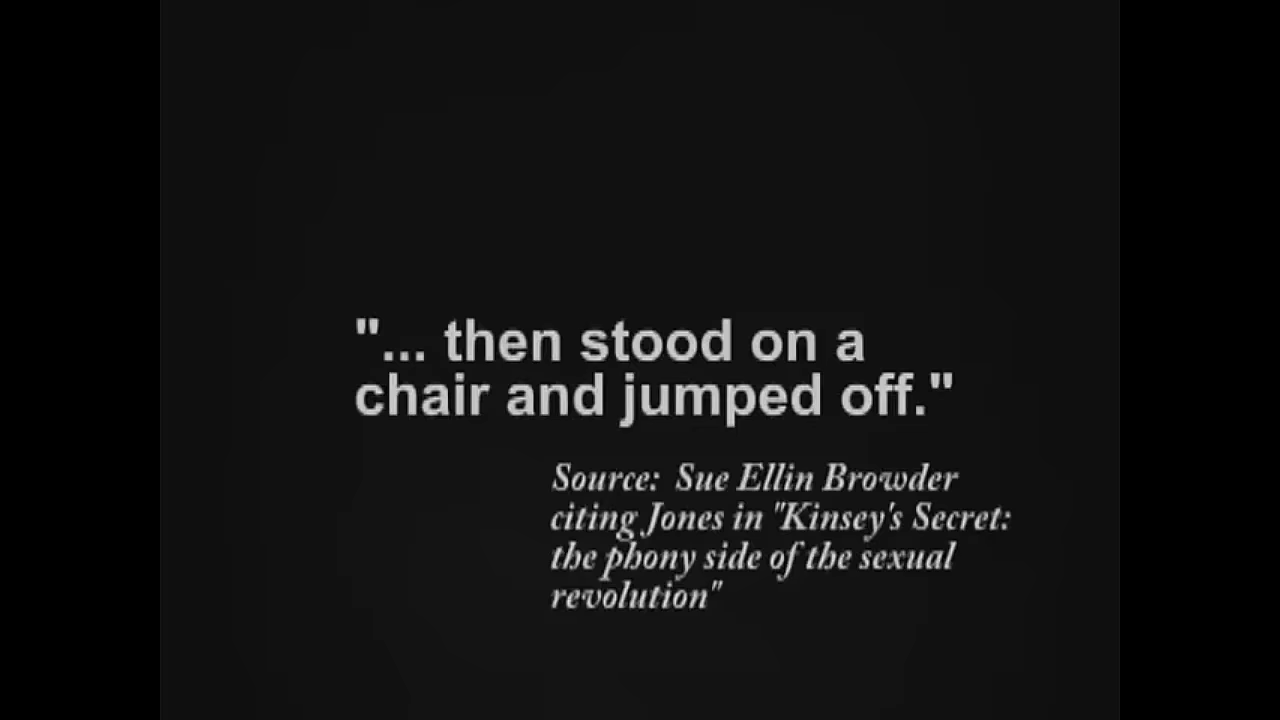 "... then stood on a
chair and jumped off."
Source:  Sue Ellin Browder
citing Jones in "Kinsey's Secret:
the phony side of the sexual
revolution"